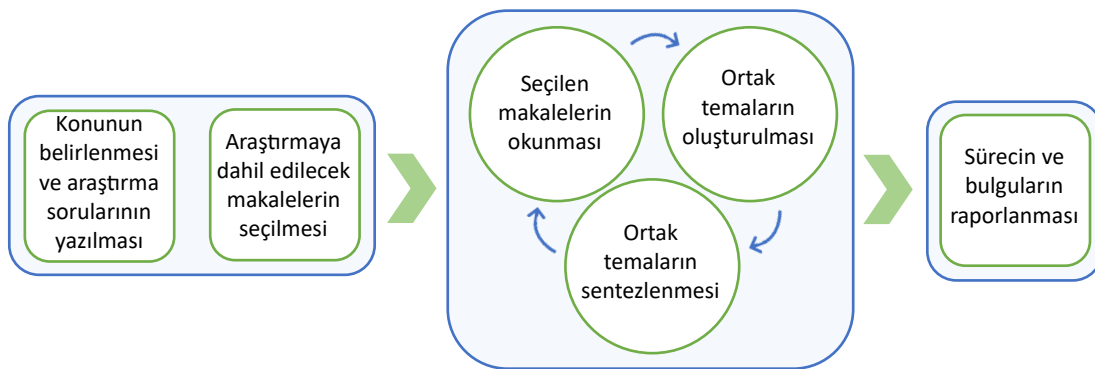 Konunun
belirlenmesi
ve araştırma
sorularının
yazılması
Araştırmaya
dahil edilecek
makalelerin
seçilmesi
Seçilen
makalelerin
okunması
Ortak
temaların
oluşturulması
Ortak
temaların
sentezlenmesi
Sürecin ve
bulguların
raporlanması